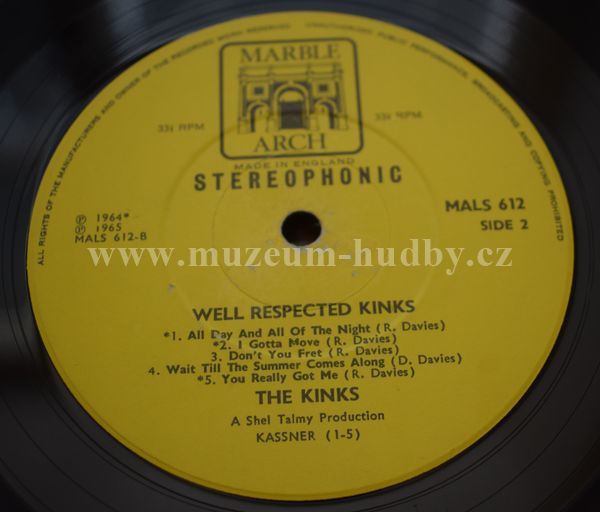 ALL RIGHTS OF THE MANUFACTURERS AND OWNER OF THE RECORDED WORK RESERVED
UNAUTHORISED PUBLIC PERFORMANCE, BROADCASTING AND COPYING PROHIBITED
MARBLE
ARCH
33⅓ RPM
33⅓ RPM
MADE IN ENGLAND
STEREOPHONIC
℗ 1964*
℗ 1965
MALS 612-B
MALS 612
SIDE 2
www.muzeum-hudby.cz
WELL RESPECTED KINKS
*1. All Day And All Of The Night (R. Davies)
*2. I Gotta Move (R. Davies)
3. Don't You Fret (R. Davies)
4. Wait Till The Summer Comes Along (D. Davies)
*5. You Really Got Me (R. Davies)
THE KINKS
A Shel Talmy Production
KASSNER (1-5)